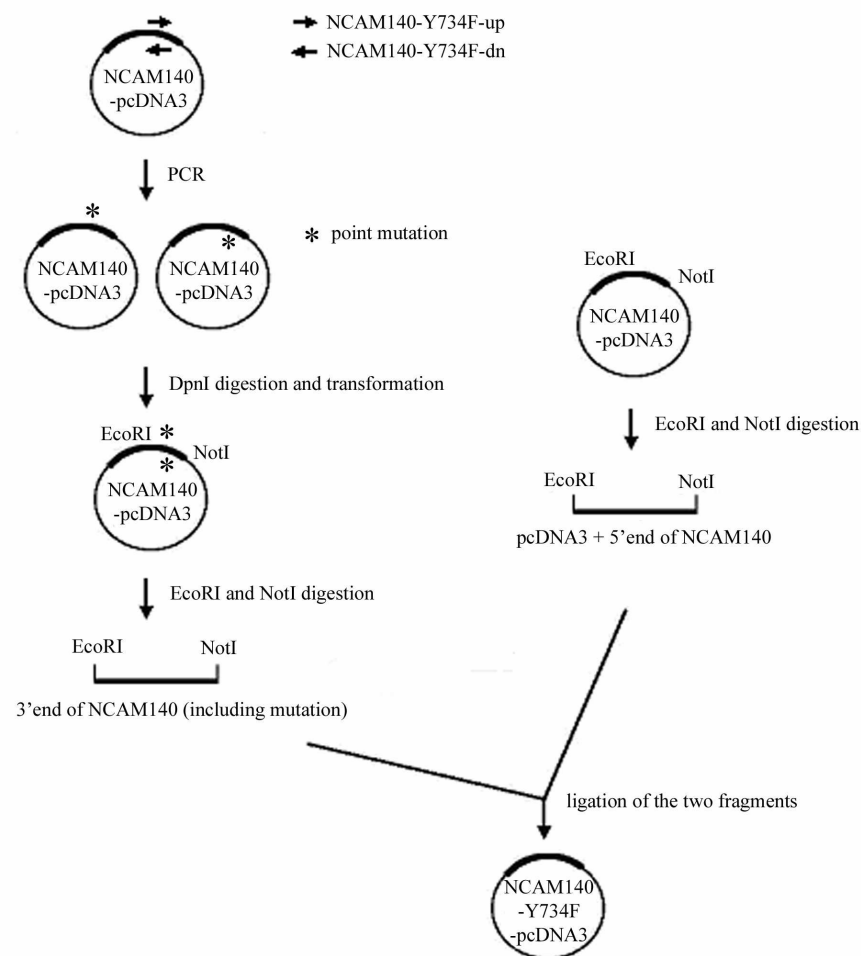 NCAM140-Y734F-up
NCAM140-Y734F-dn
NCAM140
-pcDNA3
PCR
*
*
* point mutation
NCAM140
-pcDNA3
NCAM140
-pcDNA3
EcoRI
NotI
NCAM140
-pcDNA3
DpnI digestion and transformation
EcoRI *
NotI
*
NCAM140
-pcDNA3
EcoRI and NotI digestion
EcoRI NotI
pcDNA3 + 5’end of NCAM140
EcoRI and NotI digestion
EcoRI NotI
3’end of NCAM140 (including mutation)
ligation of the two fragments
NCAM140
-Y734F
-pcDNA3